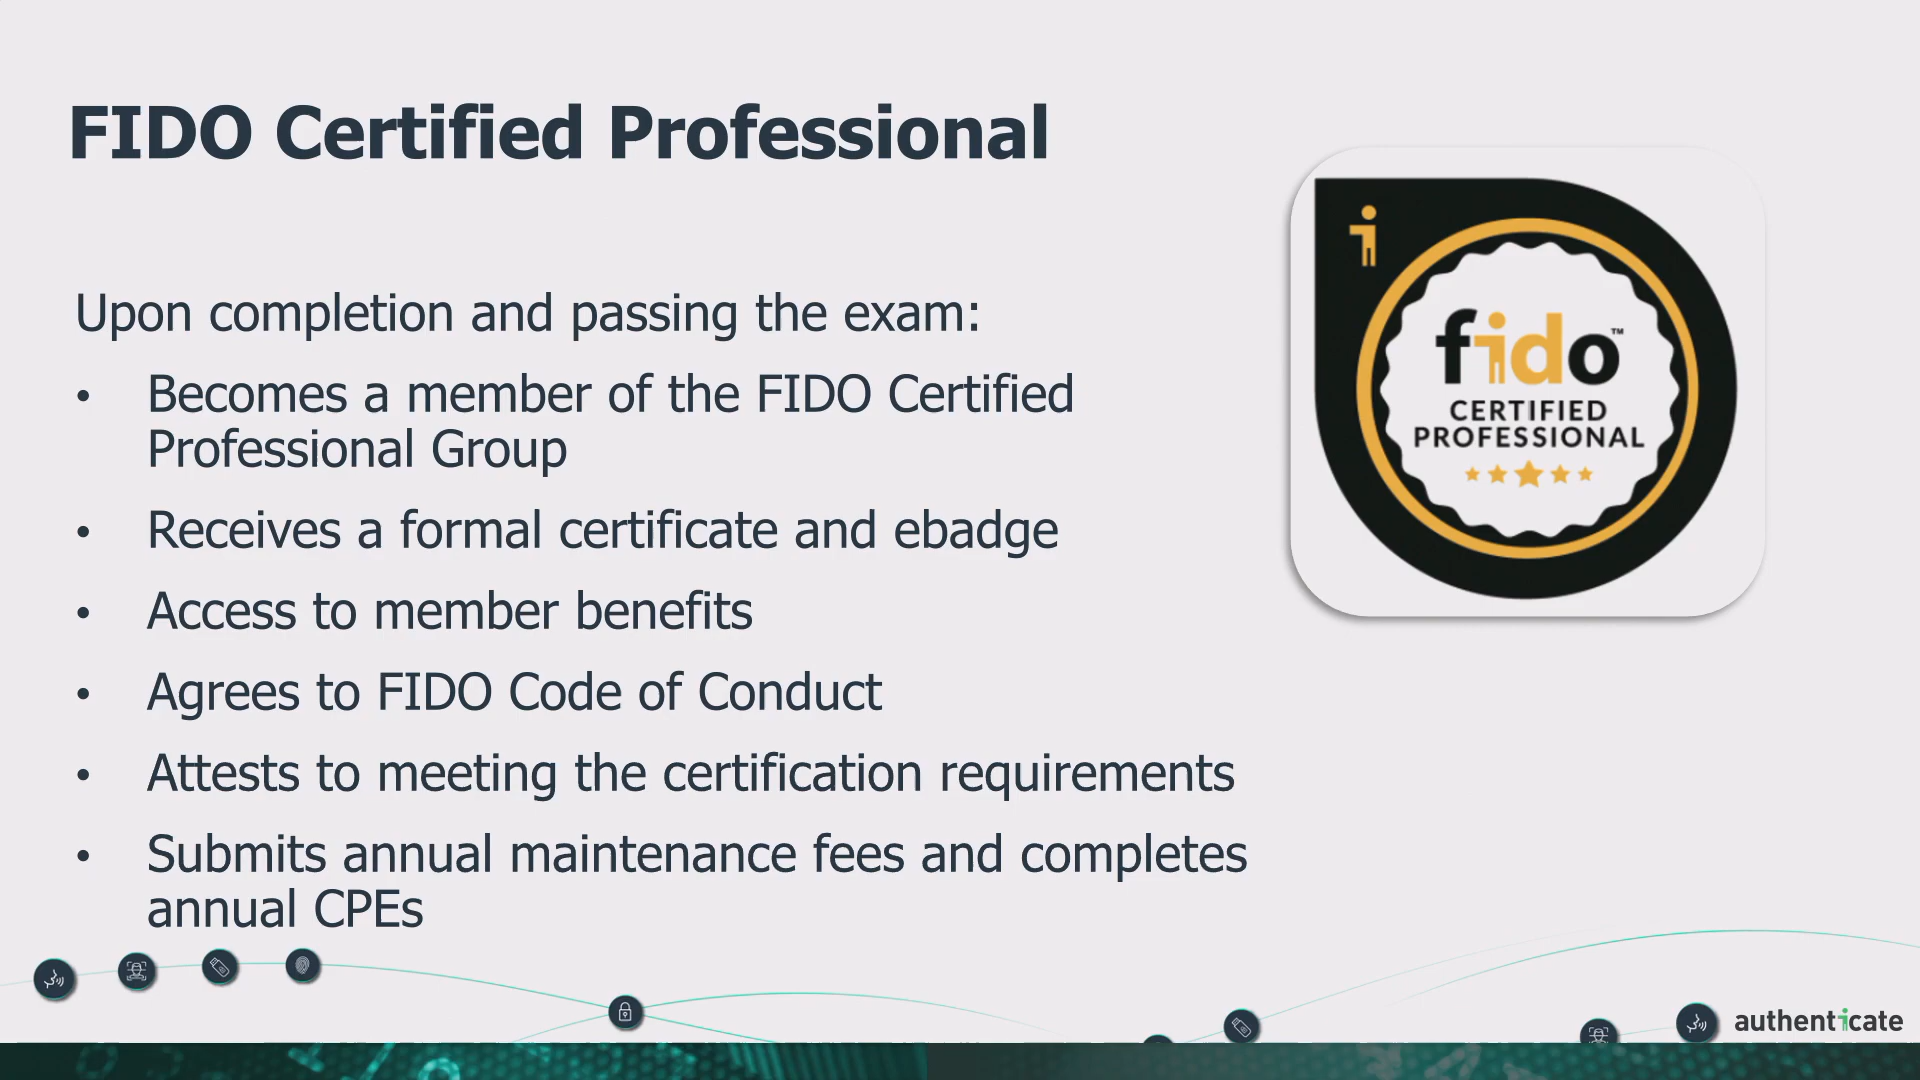 FIDO Certified Professional
Upon completion and passing the exam:
• Becomes a member of the FIDO Certified
Professional Group
• Receives a formal certificate and ebadge
• Access to member benefits
• Agrees to FIDO Code of Conduct
• Attests to meeting the certification requirements
• Submits annual maintenance fees and completes
annual CPEs
fido™
CERTIFIED
PROFESSIONAL
authenticate